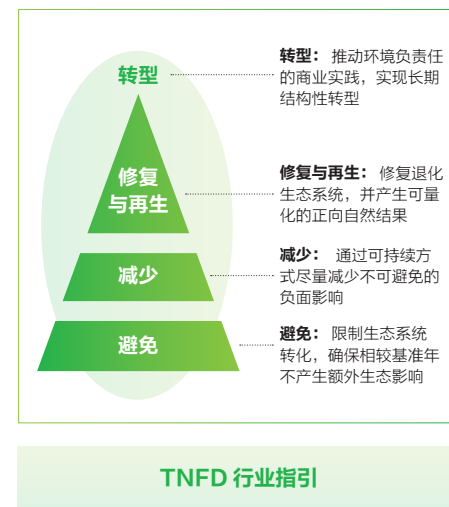 转型
转型： 推动环境负责任
的商业实践，实现长期
结构性转型
修复
与再生
修复与再生： 修复退化
生态系统，并产生可量
化的正向自然结果
减少
减少： 通过可持续方
式尽量减少不可避免的
负面影响
避免
避免： 限制生态系统
转化，确保相较基准年
不产生额外生态影响
TNFD 行业指引